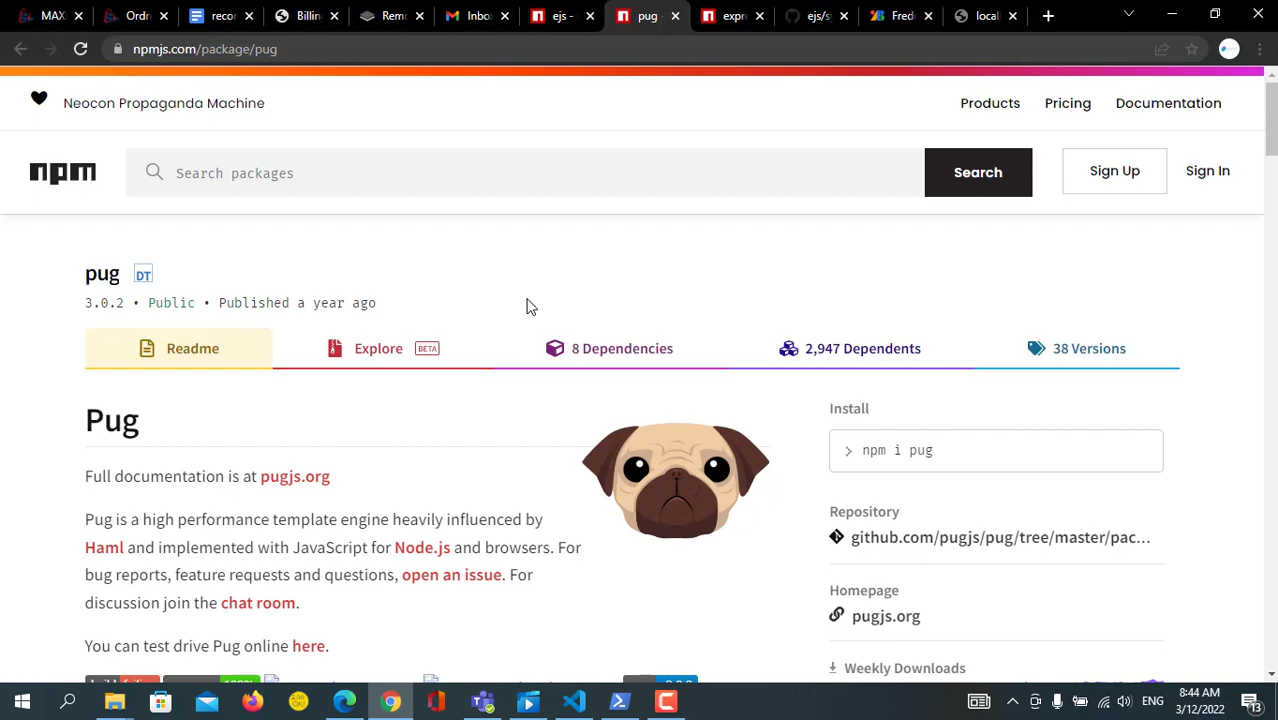 MAX
Ordr
recor
Billin
Remo
Inbo
ejs -
pug
expre
ejs/s
Fredo
local
npmjs.com/package/pug
Neocon Propaganda Machine
Products Pricing Documentation
npm
Search packages
Search
Sign Up
Sign In
pug DT
3.0.2 • Public • Published a year ago
Readme
Explore BETA
8 Dependencies
2,947 Dependents
38 Versions
Pug
Full documentation is at pugjs.org
Pug is a high performance template engine heavily influenced by
Haml and implemented with JavaScript for Node.js and browsers. For
bug reports, feature requests and questions, open an issue. For
discussion join the chat room.
You can test drive Pug online here.
Install
> npm i pug
Repository
github.com/pugjs/pug/tree/master/pac...
Homepage
pugjs.org
Weekly Downloads
ENG
8:44 AM
3/12/2022
13